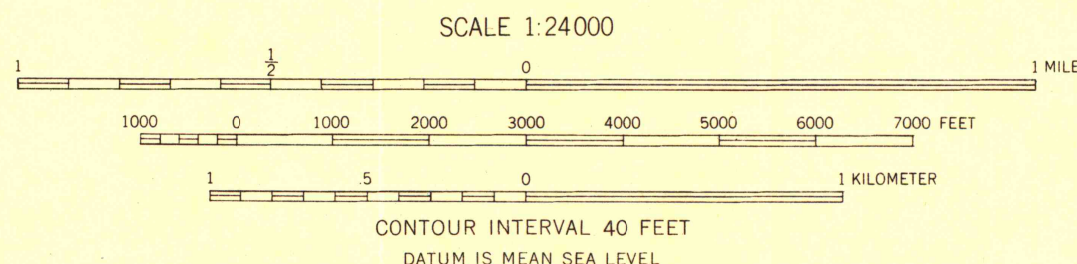 SCALE 1:24000
1 1/2 0 1 MILE
1000 0 1000 2000 3000 4000 5000 6000 7000 FEET
1 .5 0 1 KILOMETER
CONTOUR INTERVAL 40 FEET
DATUM IS MEAN SEA LEVEL